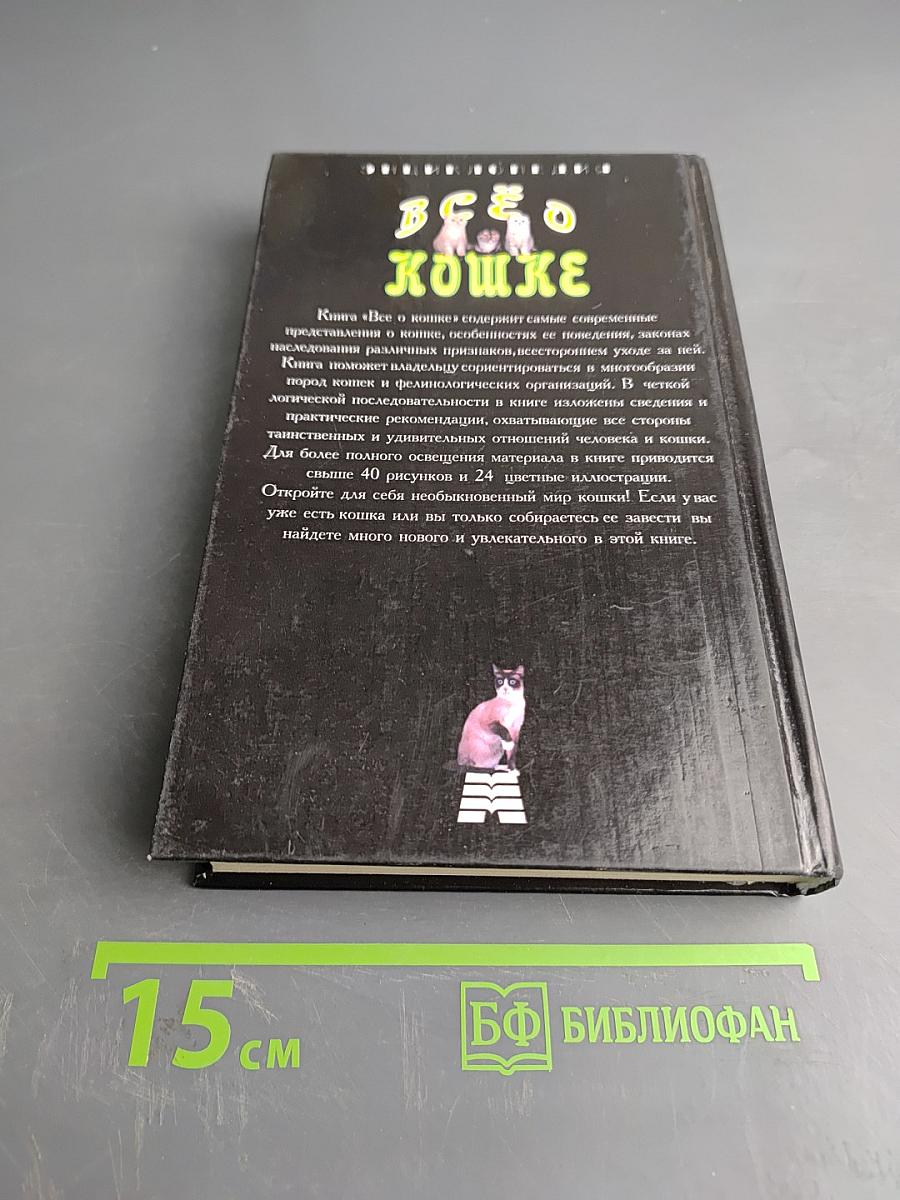 ЭНЦИКЛОПЕДИЯ
ВСЁ О
КОШКЕ
Книга «Все о кошке» содержит самые современные
представления о кошке, особенностях ее поведения, законах
наследования различных признаков,всестороннем уходе за ней.
Книга поможет владельцу сориентироваться в многообразии
пород кошек и фелинологических организаций. В четкой
логической последовательности в книге изложены сведения и
практические рекомендации, охватывающие все стороны
таинственных и удивительных отношений человека и кошки.
Для более полного освещения материала в книге приводится
свыше 40 рисунков и 24 цветные иллюстрации.
Откройте для себя необыкновенный мир кошки! Если у вас
уже есть кошка или вы только собираетесь ее завести вы
найдете много нового и увлекательного в этой книге.
15 см
БФ БИБЛИОФАН